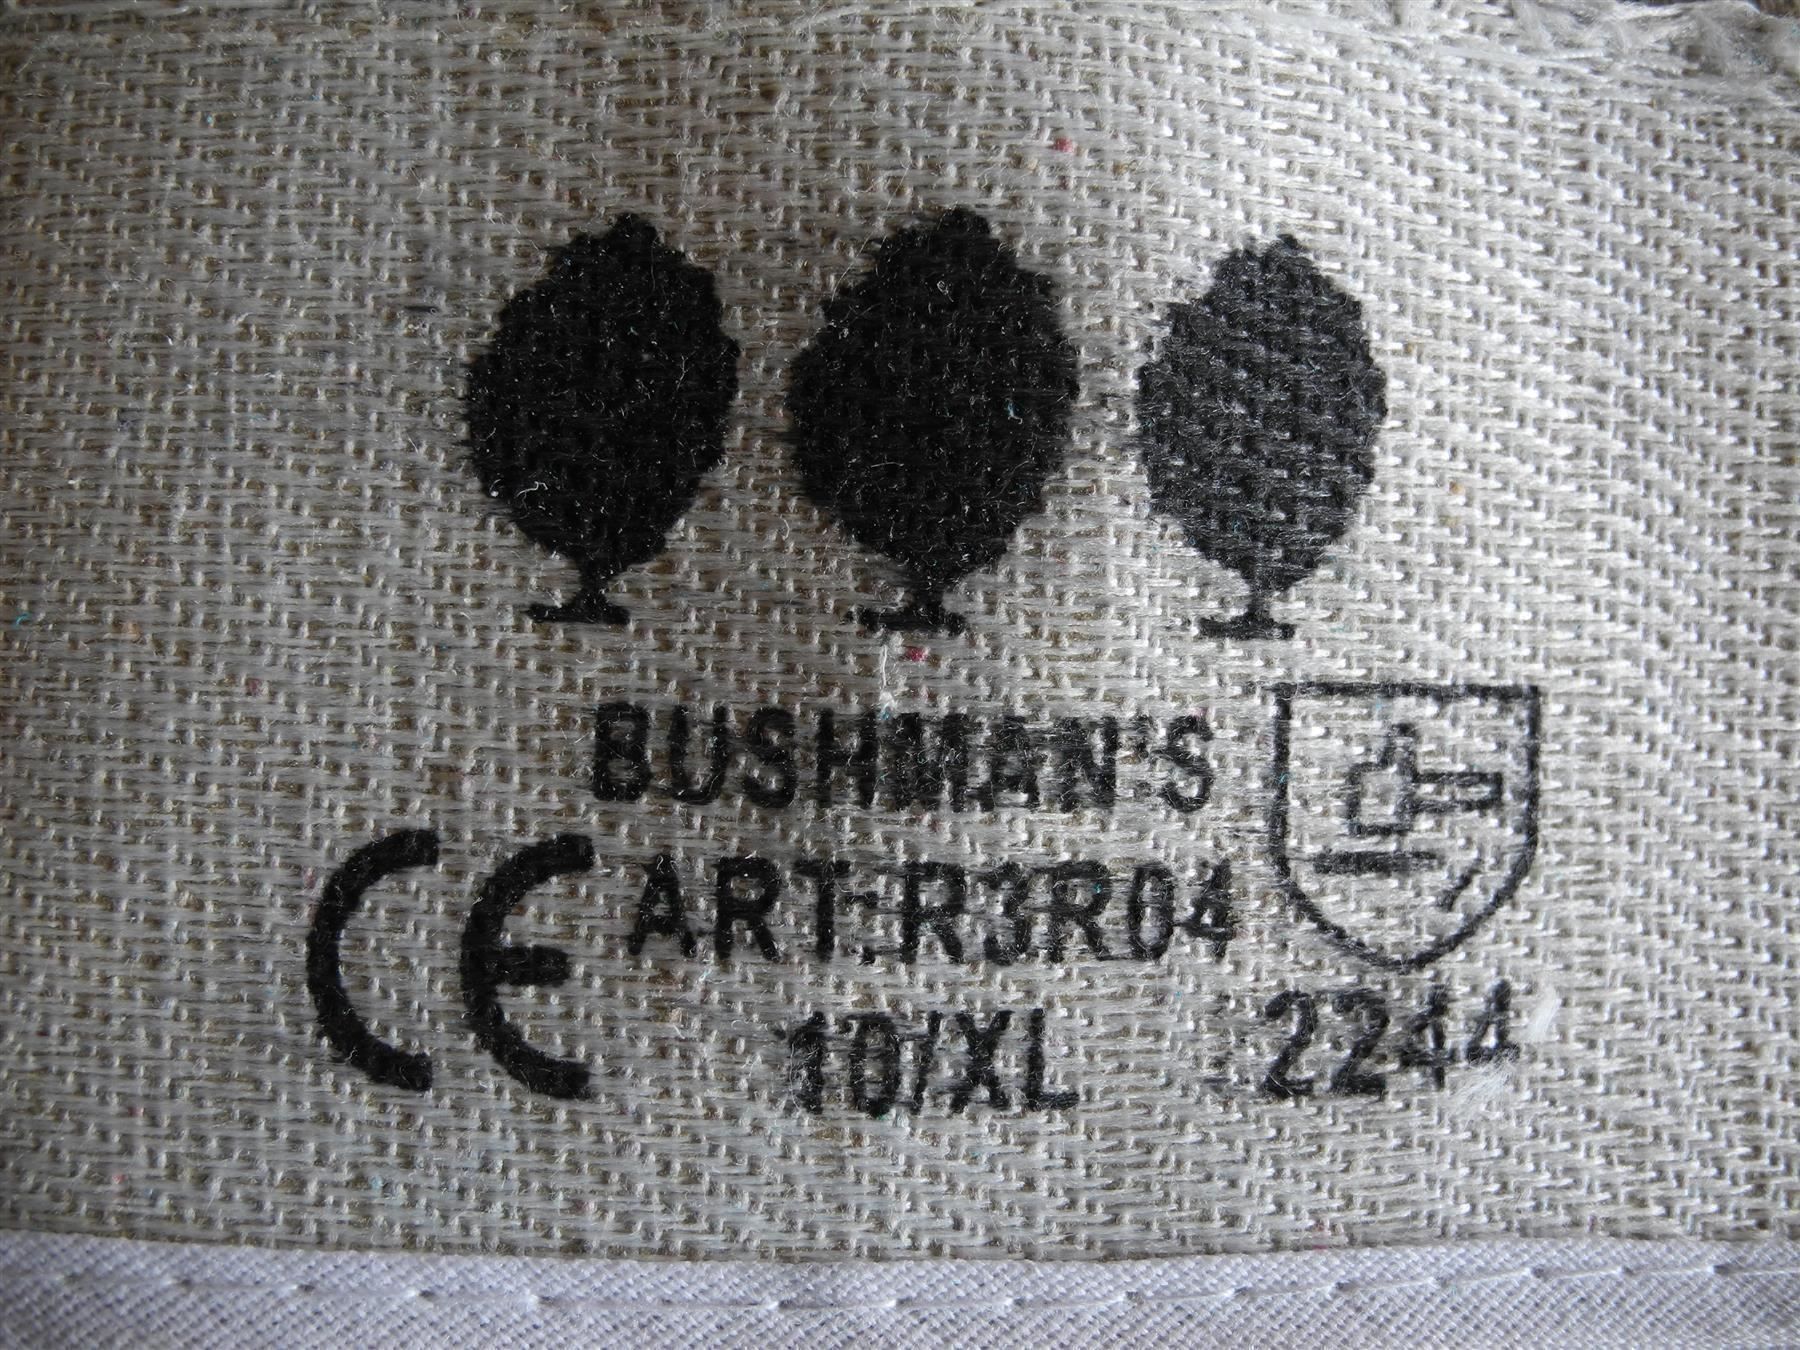 BUSHMAN'S
CE ART.:R3R04
10/XL 2244